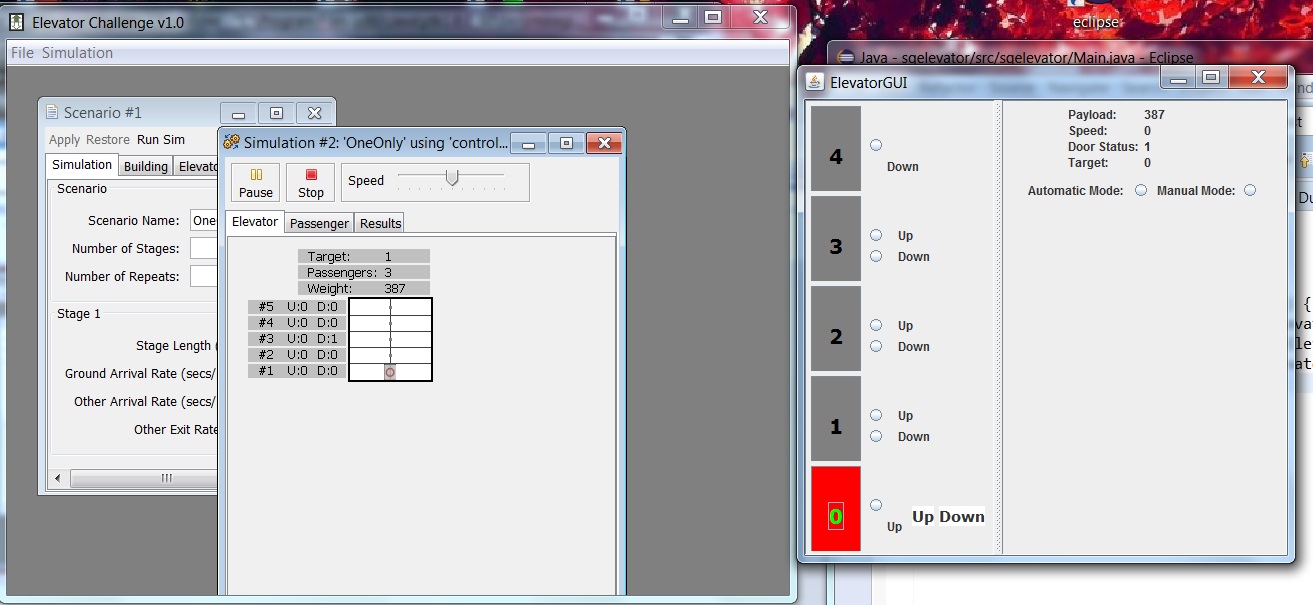 Elevator Challenge v1.0
File Simulation
Scenario #1
Apply Restore Run Sim
Simulation Building Elevato
Scenario
Scenario Name: One
Number of Stages:
Number of Repeats:
Stage 1
Stage Length (
Ground Arrival Rate (secs/
Other Arrival Rate (secs/
Other Exit Rate
Simulation #2: 'OneOnly' using 'control...
Pause Stop Speed
Elevator Passenger Results
Target: 1
Passengers: 3
Weight: 387
#5 U:0 D:0
#4 U:0 D:0
#3 U:0 D:1
#2 U:0 D:0
#1 U:0 D:0
eclipse
Java - sgelevator/src/sgelevator/Main.java - Eclipse
ElevatorGUI
4
Down
3
Up
Down
2
Up
Down
1
Up
Down
0
Up
Up Down
Payload: 387
Speed: 0
Door Status: 1
Target: 0
Automatic Mode: Manual Mode: